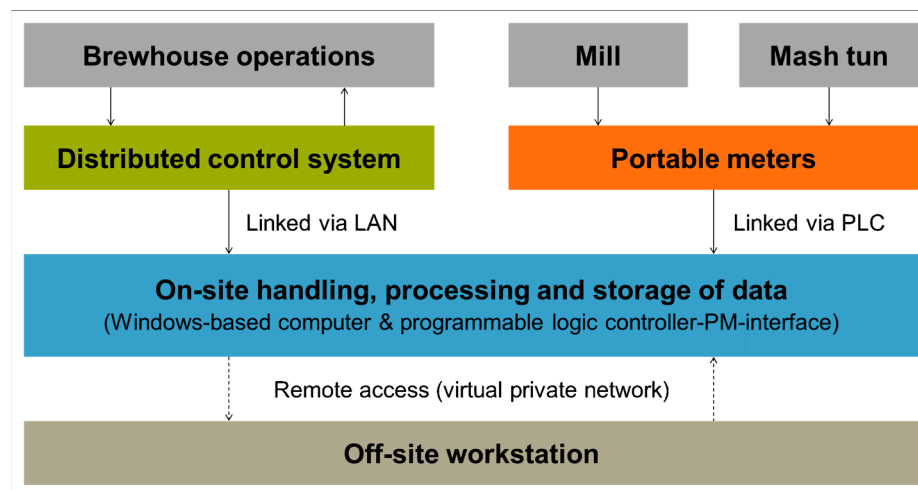 Brewhouse operations
Mill
Mash tun
Distributed control system
Portable meters
Linked via LAN
Linked via PLC
On-site handling, processing and storage of data
(Windows-based computer & programmable logic controller-PM-interface)
Remote access (virtual private network)
Off-site workstation